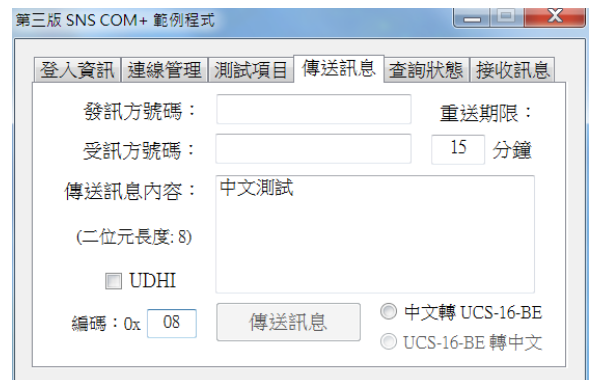 第三版 SNS COM+ 範例程式
登入資訊 連線管理 測試項目 傳送訊息 查詢狀態 接收訊息
發訊方號碼： 重送期限：
受訊方號碼： 15 分鐘
傳送訊息內容： 中文測試
(二位元長度: 8)
UDHI
編碼：0x 08 傳送訊息 中文轉 UCS-16-BE
UCS-16-BE 轉中文